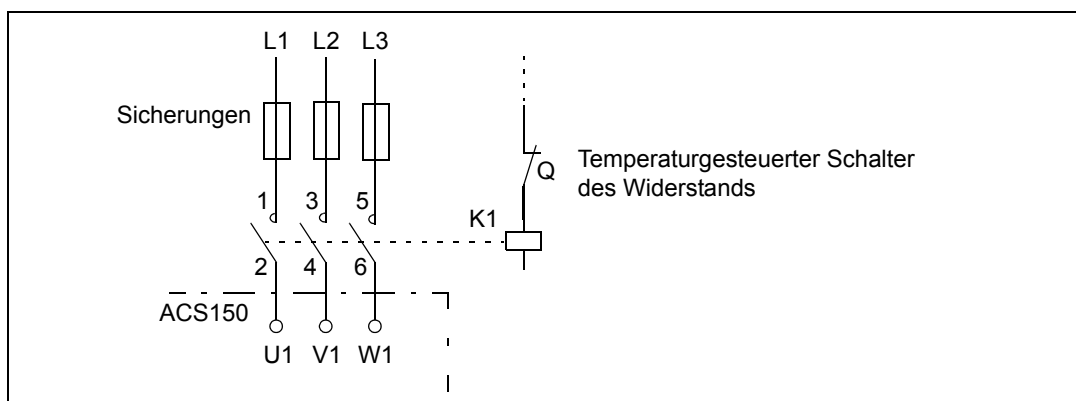 L1 L2 L3
Sicherungen
Temperaturgesteuerter Schalter
des Widerstands
Q
1 3 5
K1
2 4 6
ACS150
U1 V1 W1